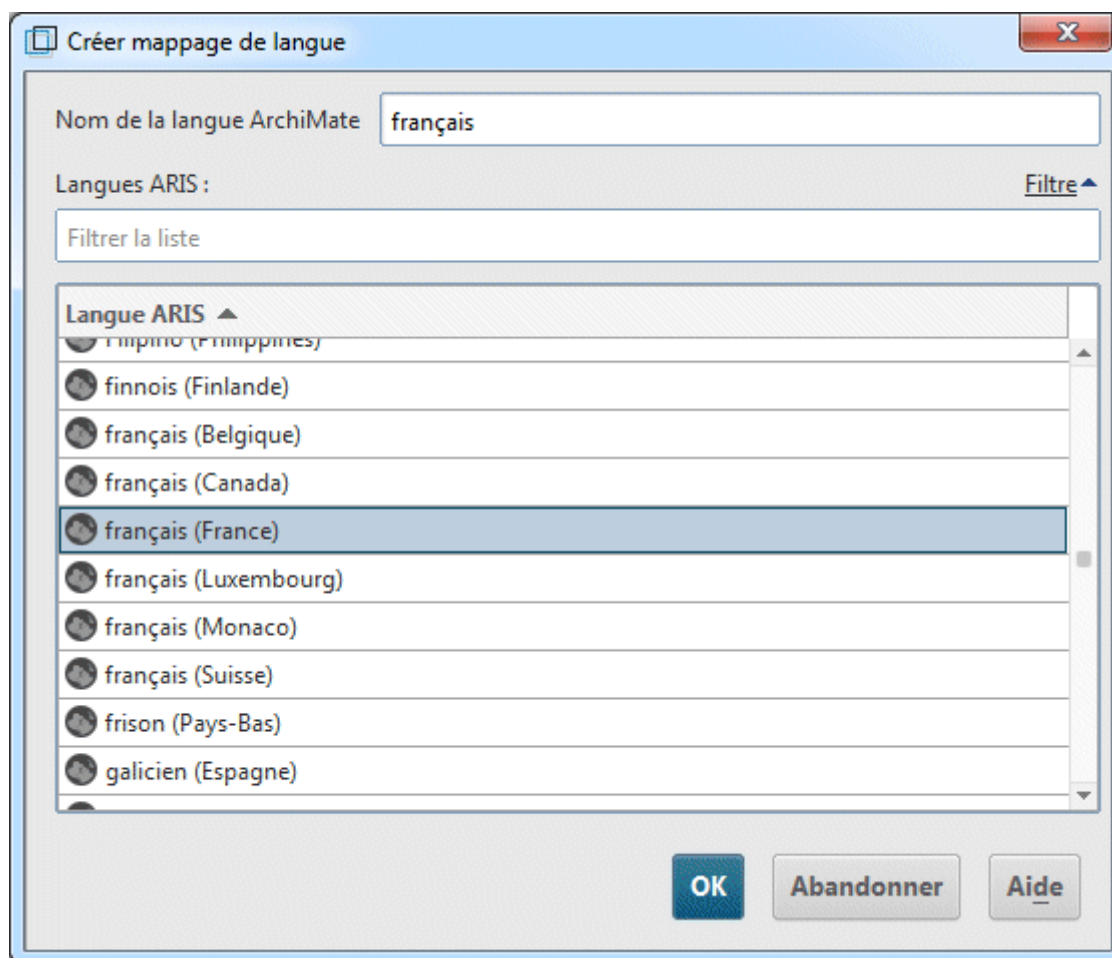 Créer mappage de langue
Nom de la langue ArchiMate français
Langues ARIS :
Filtre
Filtrer la liste
Langue ARIS
Filipino (Philippines)
finnois (Finlande)
français (Belgique)
français (Canada)
français (France)
français (Luxembourg)
français (Monaco)
français (Suisse)
frison (Pays-Bas)
galicien (Espagne)
OK Abandonner Aide